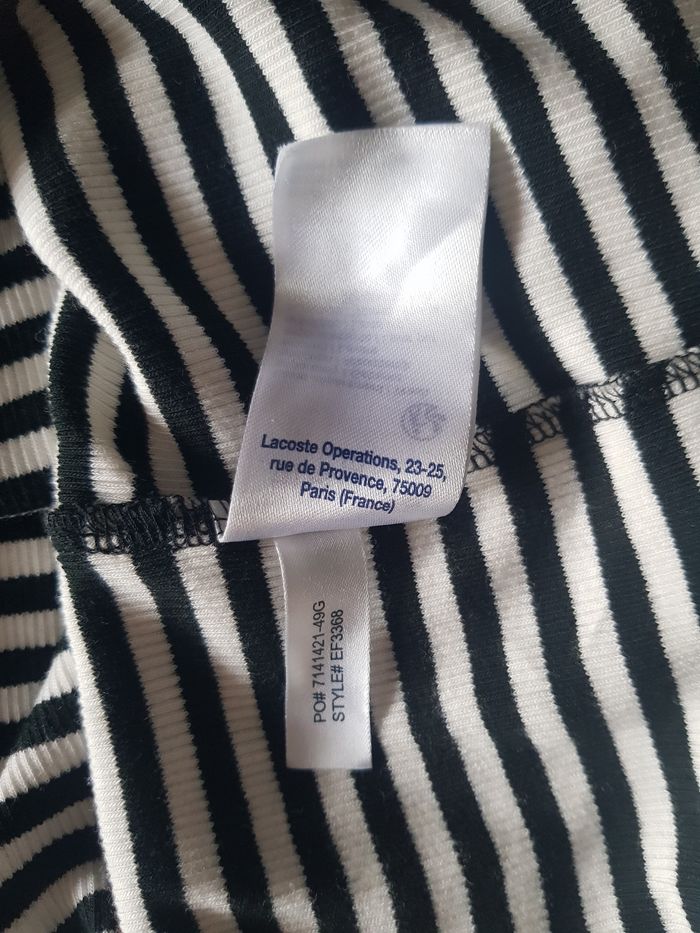 Lacoste Operations, 23-25,
rue de Provence, 75009
Paris (France)
PO# 7141421-49G
STYLE# EF3368